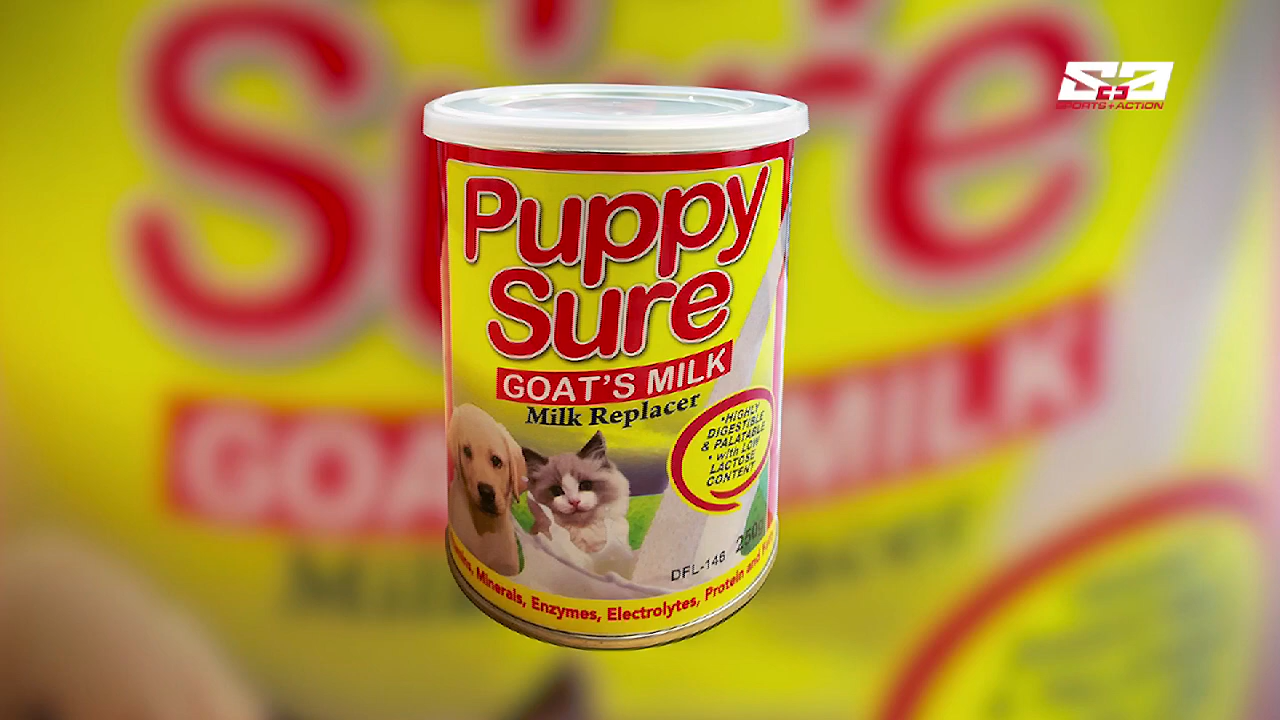 S+A
SPORTS+ACTION
Puppy
Sure
GOAT'S MILK
Milk Replacer
•HIGHLY
DIGESTIBLE
& PALATABLE
• with LOW
LACTOSE
CONTENT
250g
DFL-146
Minerals, Enzymes, Electrolytes, Protein and